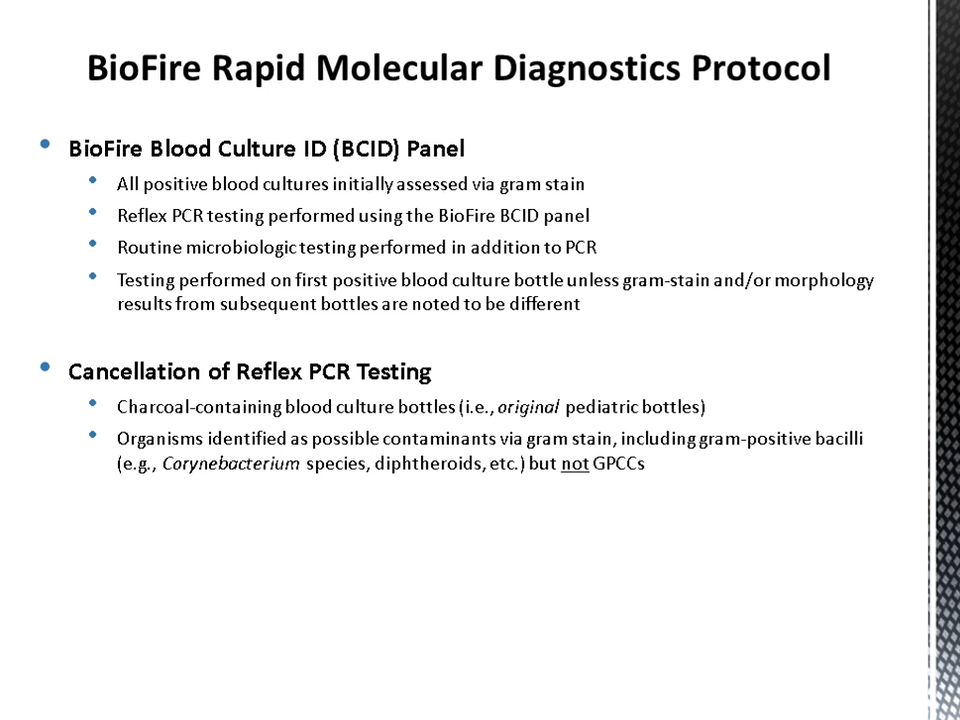 BioFire Rapid Molecular Diagnostics Protocol
• BioFire Blood Culture ID (BCID) Panel
• All positive blood cultures initially assessed via gram stain
• Reflex PCR testing performed using the BioFire BCID panel
• Routine microbiologic testing performed in addition to PCR
• Testing performed on first positive blood culture bottle unless gram-stain and/or morphology
results from subsequent bottles are noted to be different
• Cancellation of Reflex PCR Testing
• Charcoal-containing blood culture bottles (i.e., original pediatric bottles)
• Organisms identified as possible contaminants via gram stain, including gram-positive bacilli
(e.g., Corynebacterium species, diphtheroids, etc.) but not GPCCs